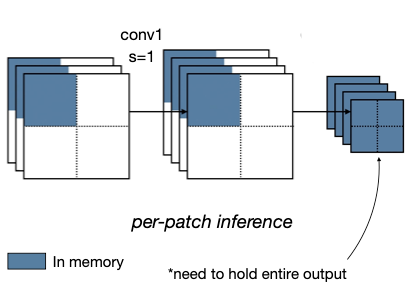 conv1
s=1
per-patch inference
In memory
*need to hold entire output